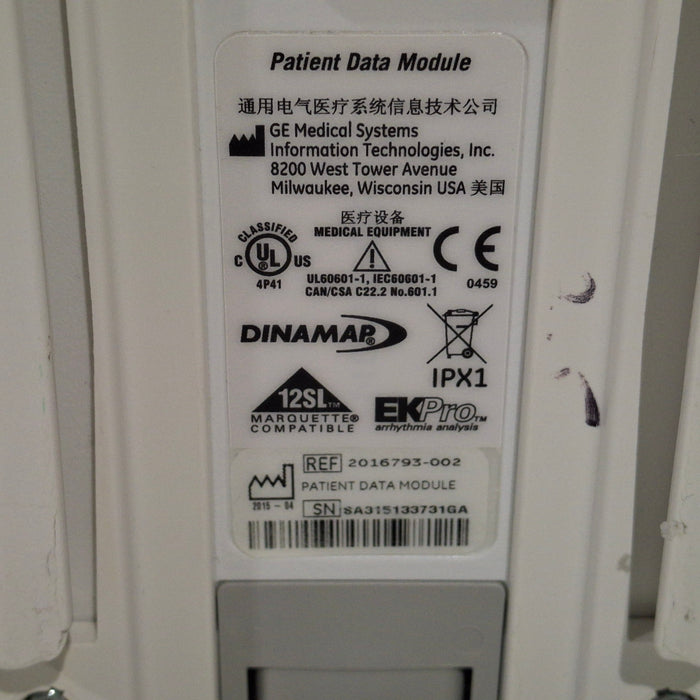 Patient Data Module
通用电气医疗系统信息技术公司
GE Medical Systems
Information Technologies, Inc.
8200 West Tower Avenue
Milwaukee, Wisconsin USA 美国
CLASSIFIED
C UL US
4P41
医疗设备
MEDICAL EQUIPMENT
UL60601-1, IEC60601-1
CAN/CSA C22.2 No.601.1
CE
0459
DINAMAP®
IPX1
12SL™
MARQUETTE®
COMPATIBLE
EKPro™
arrhythmia analysis
REF 2016793-002
PATIENT DATA MODULE
2015-04
SN SA315133731GA